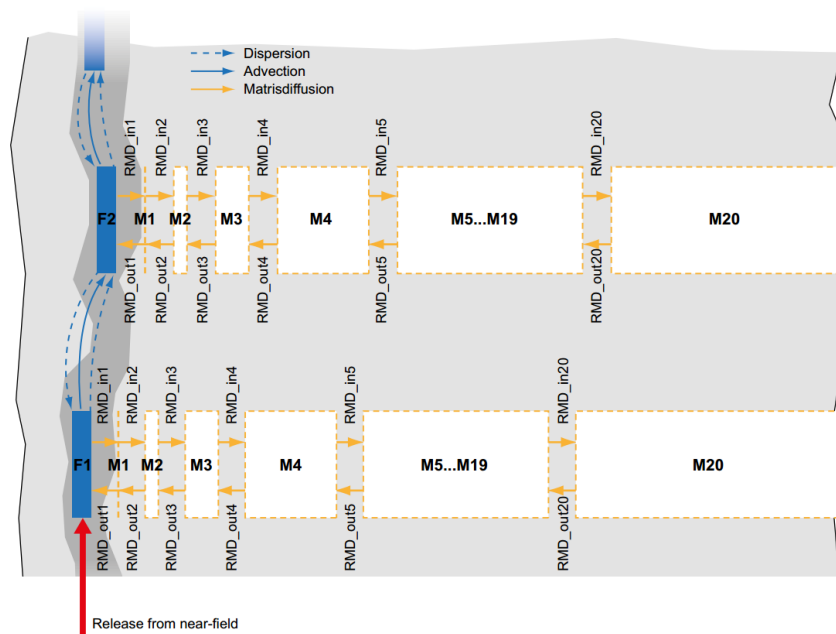 Dispersion
Advection
Matrisdiffusion
RMD_in1
RMD_in2
RMD_in3
RMD_in4
RMD_in5
RMD_in20
F2
M1
M2
M3
M4
M5...M19
M20
RMD_out1
RMD_out2
RMD_out3
RMD_out4
RMD_out5
RMD_out20
RMD_in1
RMD_in2
RMD_in3
RMD_in4
RMD_in5
RMD_in20
F1
M1
M2
M3
M4
M5...M19
M20
RMD_out1
RMD_out2
RMD_out3
RMD_out4
RMD_out5
RMD_out20
Release from near-field